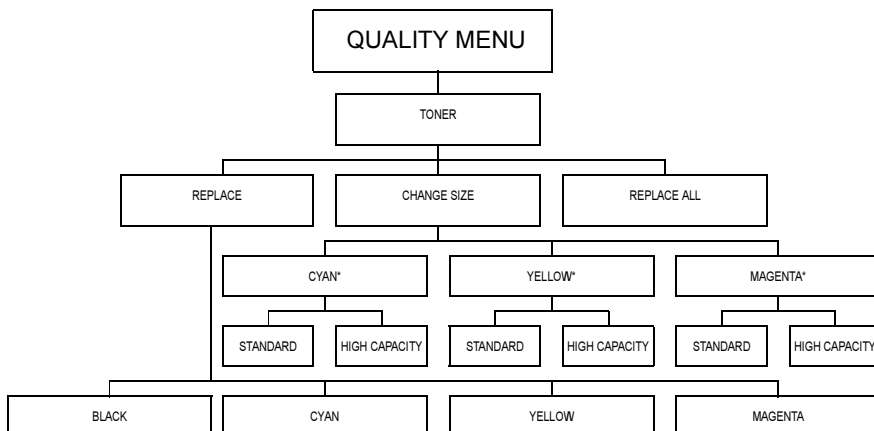 QUALITY MENU
TONER
REPLACE
CHANGE SIZE
REPLACE ALL
CYAN*
YELLOW*
MAGENTA*
STANDARD
HIGH CAPACITY
STANDARD
HIGH CAPACITY
STANDARD
HIGH CAPACITY
BLACK
CYAN
YELLOW
MAGENTA